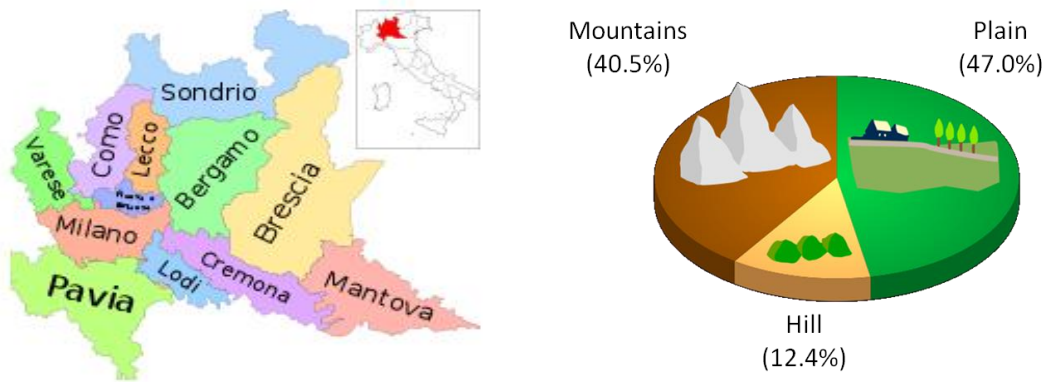 Sondrio
Como
Lecco
Varese
Bergamo
Brescia
Milano
Lodi
Cremona
Pavia
Mantova
Mountains
(40.5%)
Plain
(47.0%)
Hill
(12.4%)